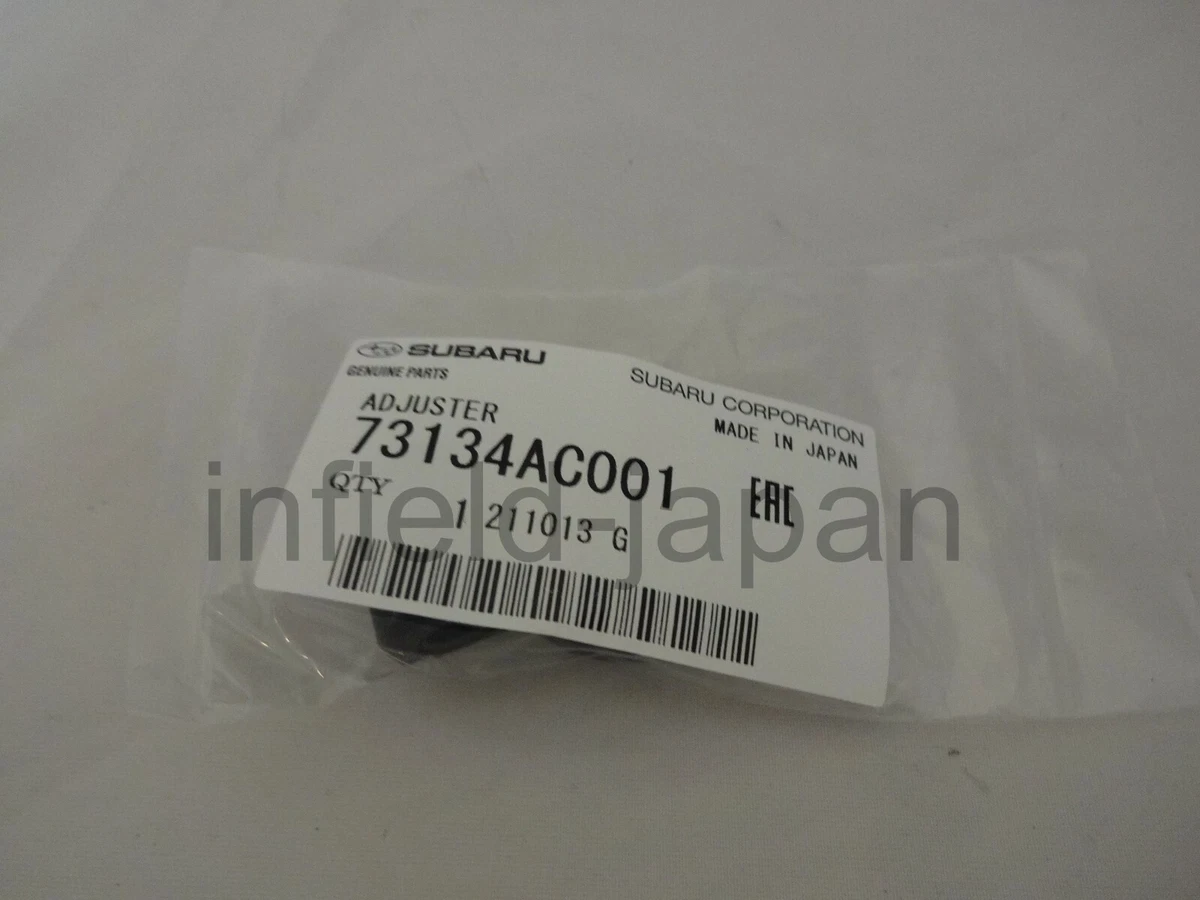 SUBARU
GENUINE PARTS
SUBARU CORPORATION
MADE IN JAPAN
ADJUSTER
73134AC001
EAC
QTY
1 211013 G
infield-japan